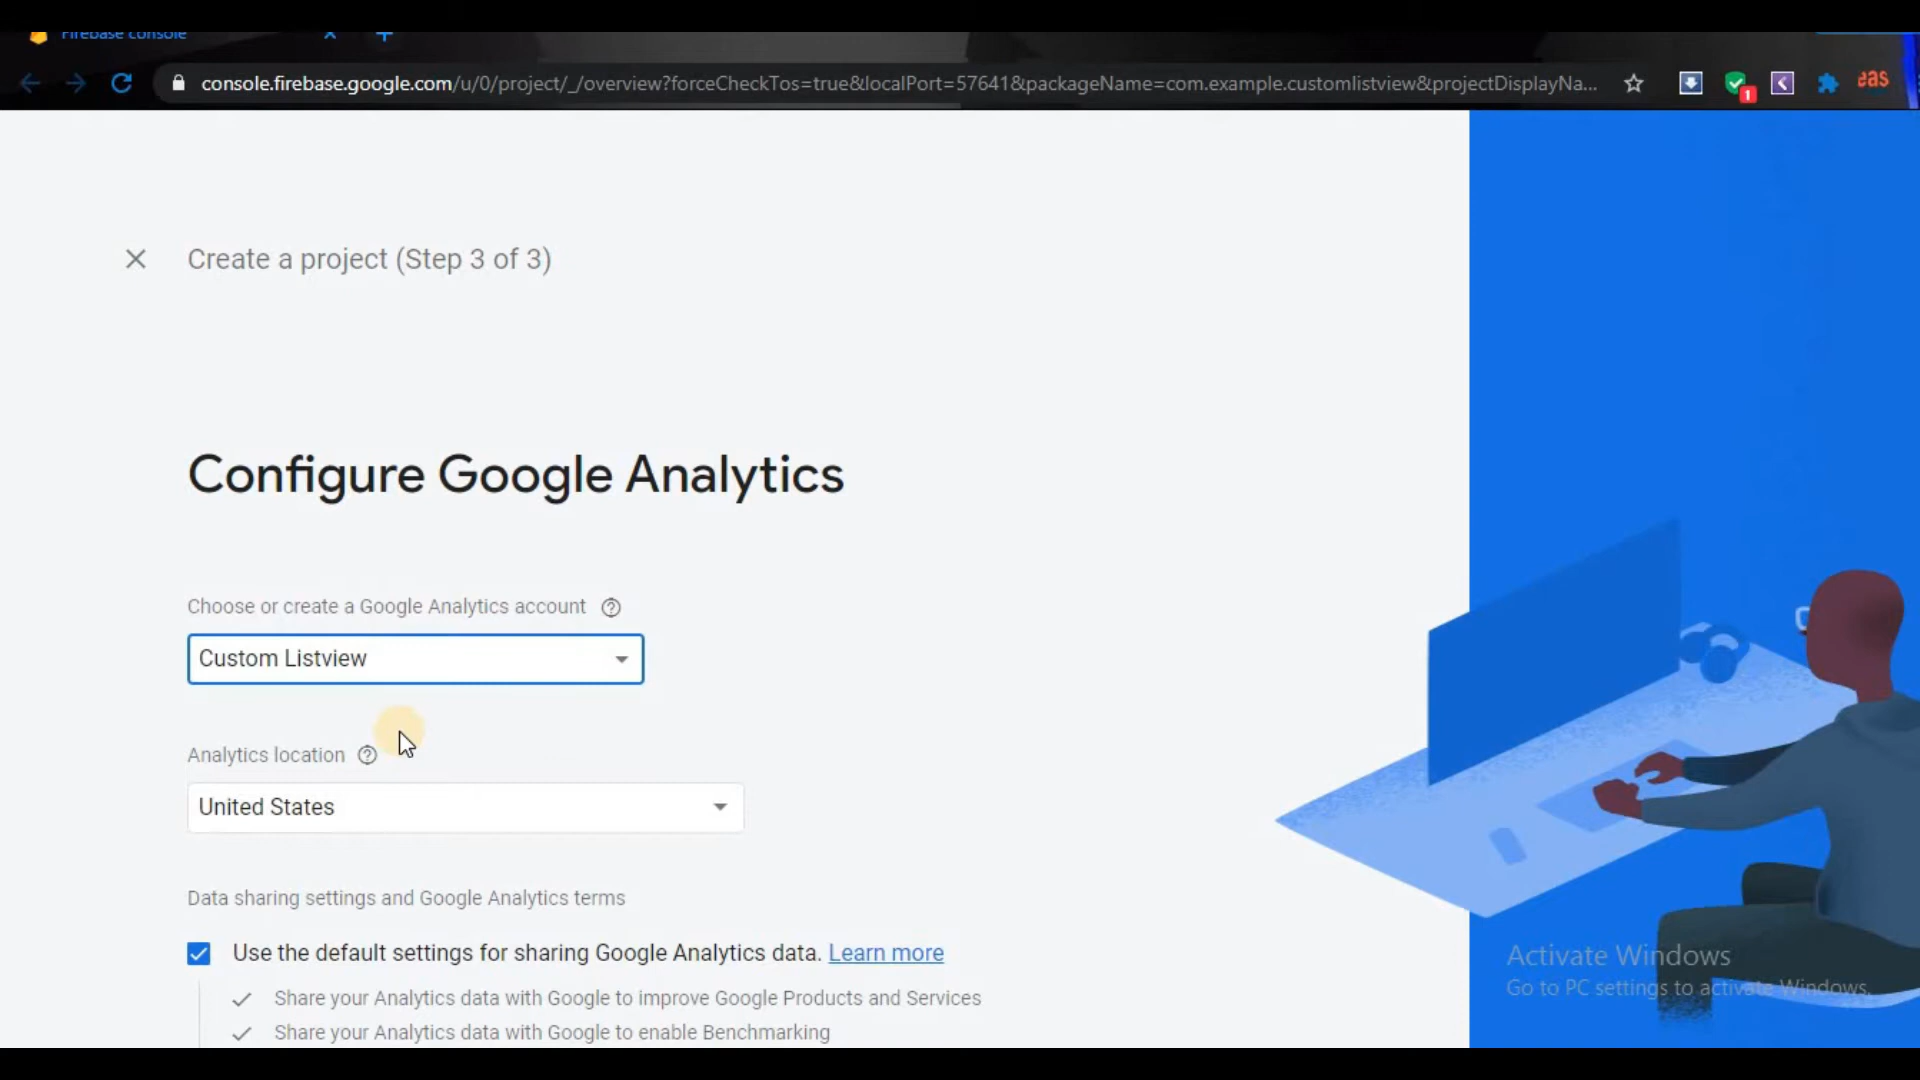 Firebase console
console.firebase.google.com/u/0/project/_/overview?forceCheckTos=true&localPort=57641&packageName=com.example.customlistview&projectDisplayNa...
1
eas
Create a project (Step 3 of 3)
Configure Google Analytics
Choose or create a Google Analytics account
Custom Listview
Analytics location
United States
Data sharing settings and Google Analytics terms
Use the default settings for sharing Google Analytics data. Learn more
Share your Analytics data with Google to improve Google Products and Services
Share your Analytics data with Google to enable Benchmarking
Activate Windows
Go to PC settings to activate Windows.